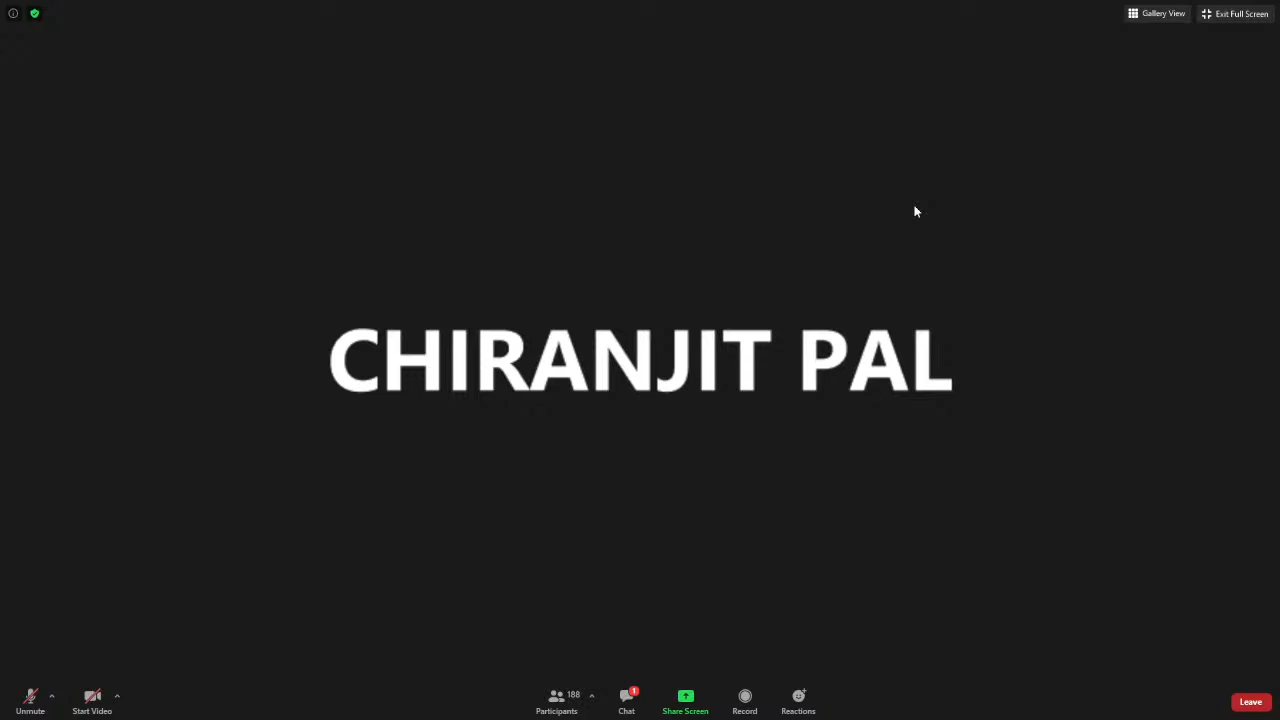 Gallery View
Exit Full Screen
CHIRANJIT PAL
Unmute
Start Video
188
Participants
1
Chat
Share Screen
Record
Reactions
Leave